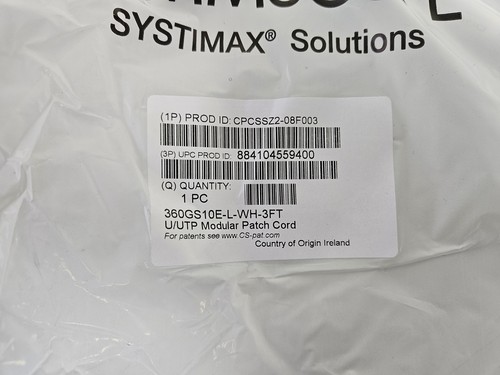 SYSTIMAX® Solutions
(1P) PROD ID: CPCSSZ2-08F003
(3P) UPC PROD ID: 884104559400
(Q) QUANTITY:
1 PC
360GS10E-L-WH-3FT
U/UTP Modular Patch Cord
For patents see www.CS-pat.com
Country of Origin Ireland